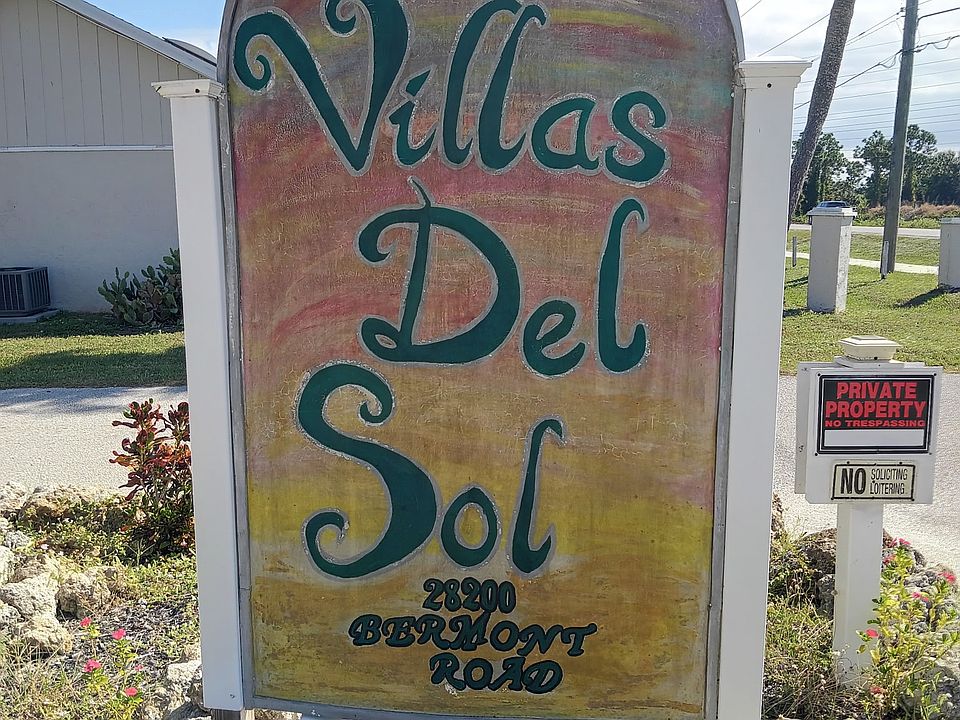 Villas
Del
Sol
28200
BERMONT
ROAD
PRIVATE
PROPERTY
NO TRESPASSING
NO SOLICITING
LOITERING